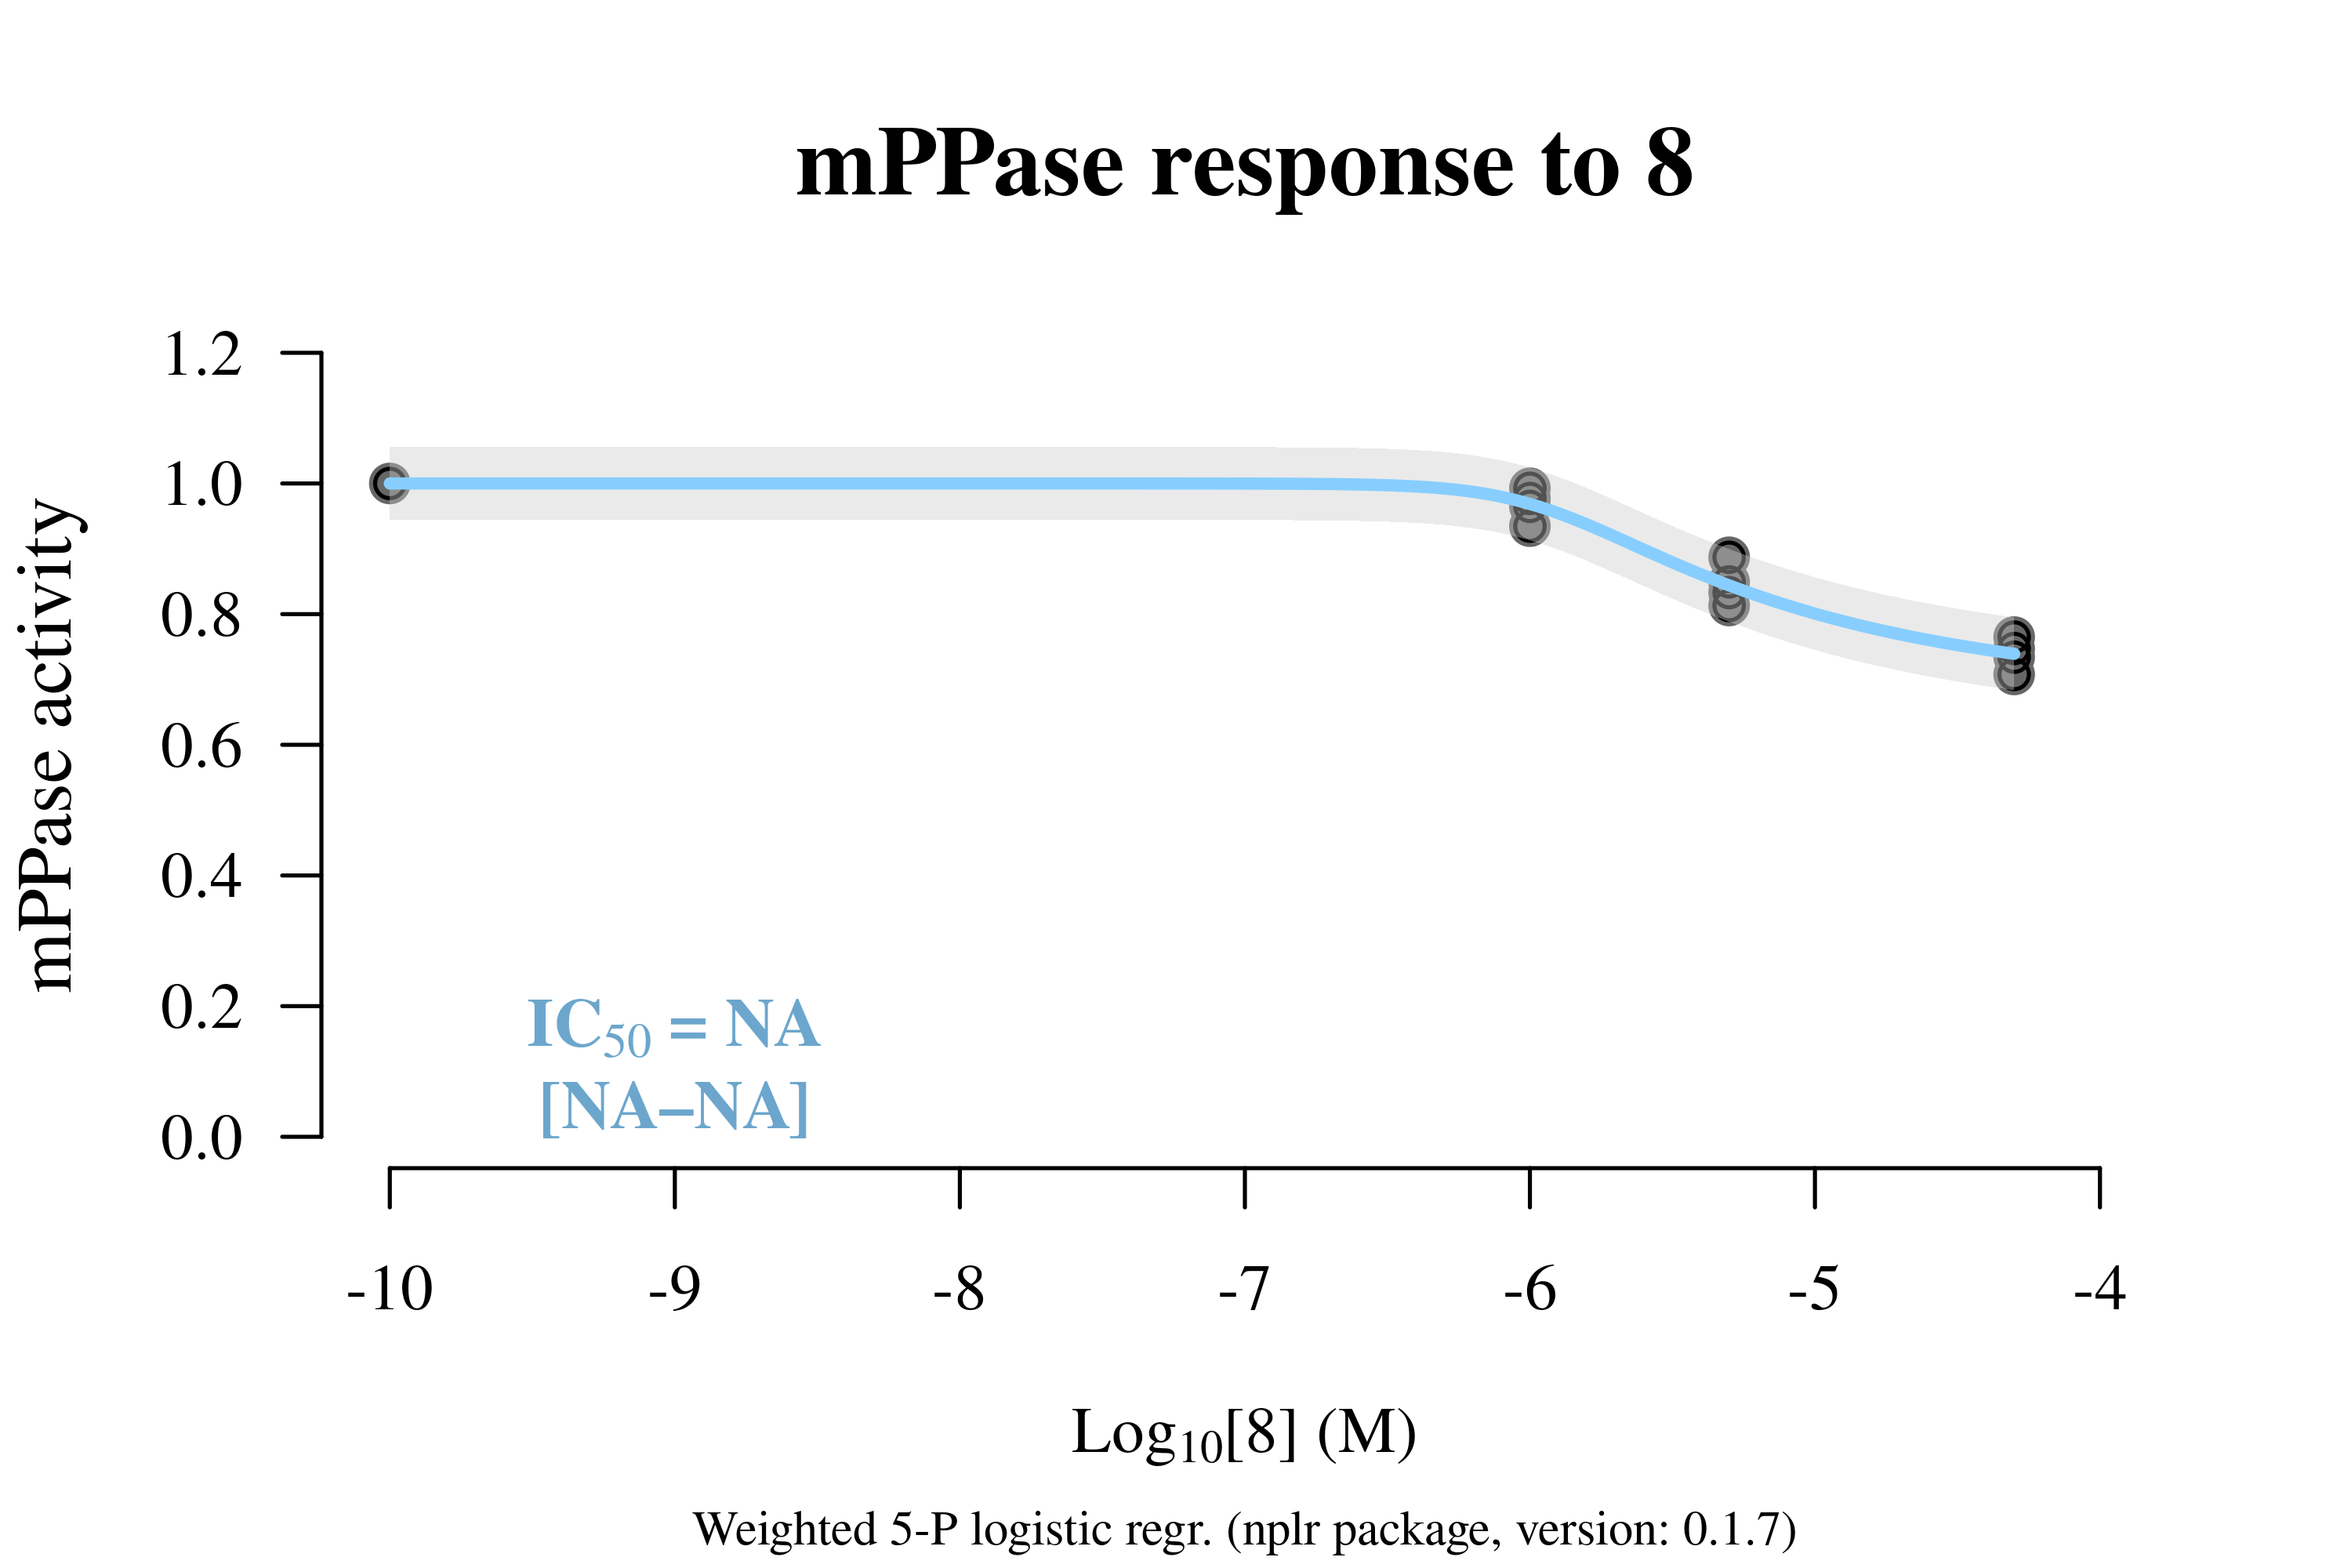 mPPase response to 8
mPPase activity
1.2
1.0
0.8
0.6
0.4
0.2
0.0
IC50 = NA
[NA–NA]
-10 -9 -8 -7 -6 -5 -4
Log10[8] (M)
Weighted 5-P logistic regr. (nplr package, version: 0.1.7)